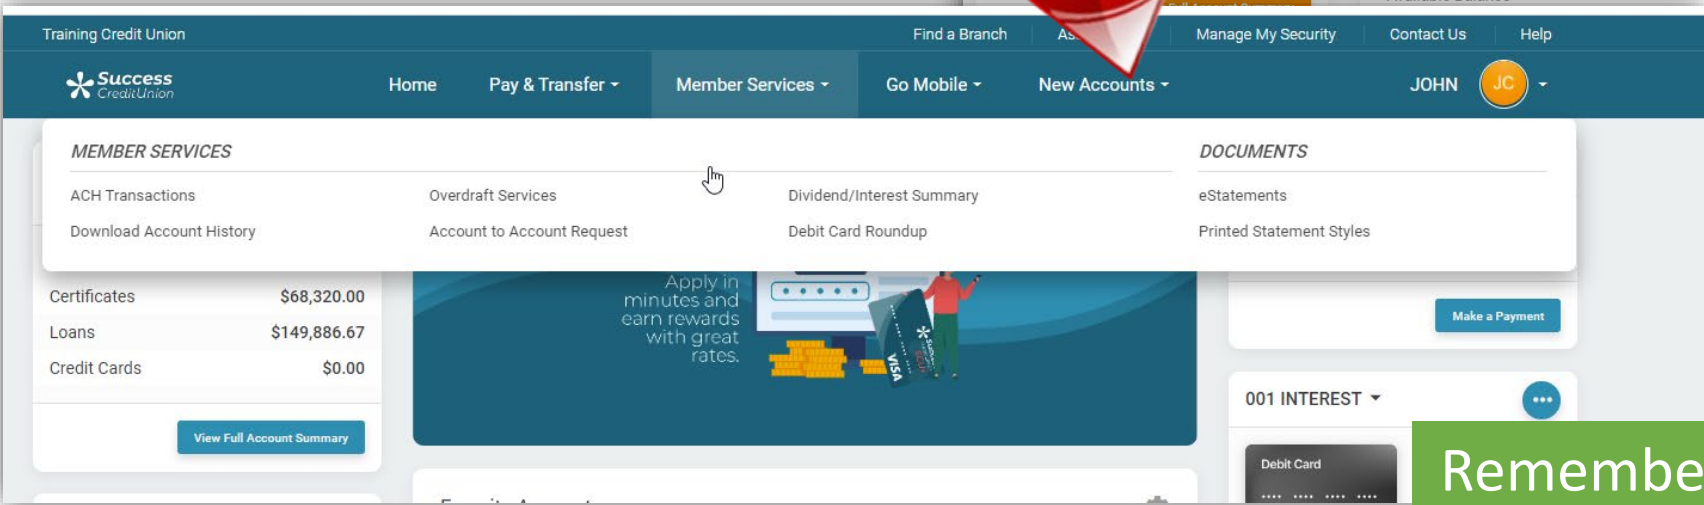 Training Credit Union
Find a Branch
Manage My Security
Contact Us
Help
Success
CreditUnion
Home
Pay & Transfer
Member Services
Go Mobile
New Accounts
JOHN
JC
MEMBER SERVICES
DOCUMENTS
ACH Transactions
Overdraft Services
Dividend/Interest Summary
eStatements
Download Account History
Account to Account Request
Debit Card Roundup
Printed Statement Styles
Certificates $68,320.00
Loans $149,886.67
Credit Cards $0.00
View Full Account Summary
Apply in
minutes and
earn rewards
with great
rates.
VISA
Make a Payment
001 INTEREST
Debit Card
Remembe